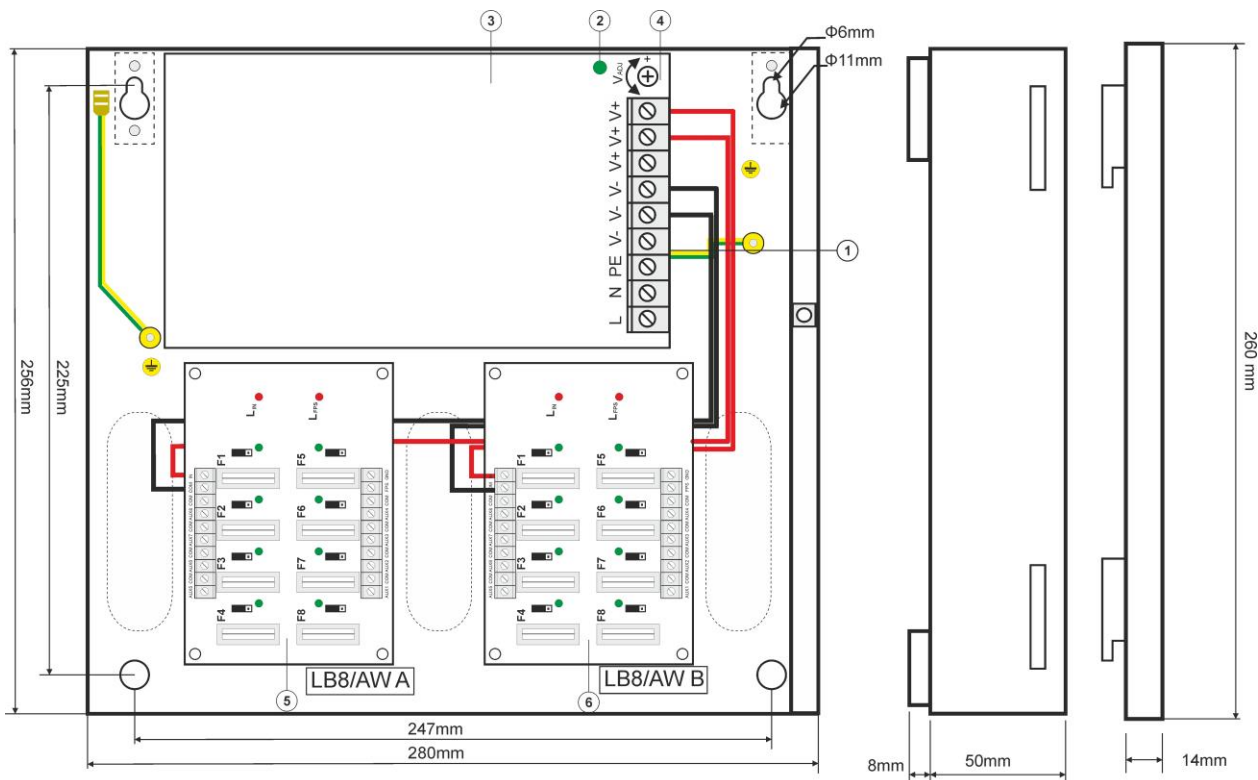 3
2
4
Φ6mm
Φ11mm
+
VADJ
V+
V+
V+
V-
V-
V-
PE
N
L
1
256mm
225mm
260 mm
LIN
LFPS
F1
F5
F2
F6
F3
F7
F4
F8
LIN
LFPS
F1
F5
F2
F6
F3
F7
F4
F8
LB8/AW A
LB8/AW B
5
6
247mm
280mm
8mm
50mm
14mm